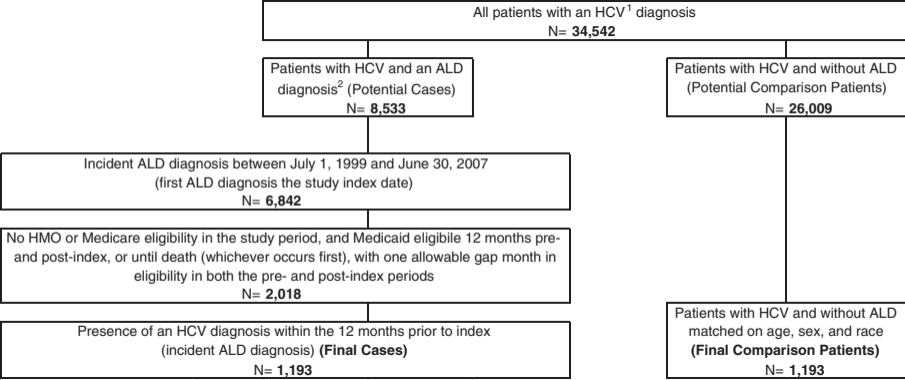 All patients with an HCV1 diagnosis
N= 34,542
Patients with HCV and an ALD
diagnosis2 (Potential Cases)
N= 8,533
Patients with HCV and without ALD
(Potential Comparison Patients)
N= 26,009
Incident ALD diagnosis between July 1, 1999 and June 30, 2007
(first ALD diagnosis the study index date)
N= 6,842
No HMO or Medicare eligibility in the study period, and Medicaid eligibile 12 months pre-
and post-index, or until death (whichever occurs first), with one allowable gap month in
eligibility in both the pre- and post-index periods
N= 2,018
Presence of an HCV diagnosis within the 12 months prior to index
(incident ALD diagnosis) (Final Cases)
N= 1,193
Patients with HCV and without ALD
matched on age, sex, and race
(Final Comparison Patients)
N= 1,193